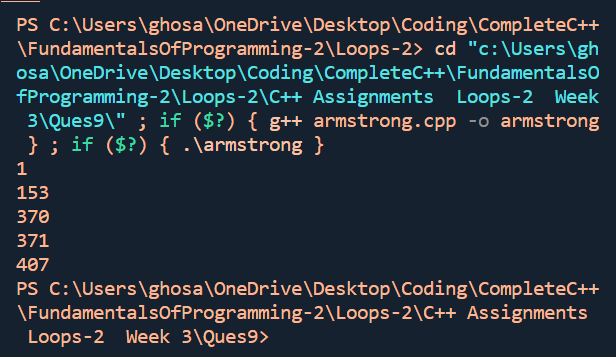 PS C:\Users\ghosa\OneDrive\Desktop\Coding\CompleteC++
\FundamentalsOfProgramming-2\Loops-2> cd "c:\Users\gh
osa\OneDrive\Desktop\Coding\CompleteC++\FundamentalsO
fProgramming-2\Loops-2\C++ Assignments  Loops-2  Week
 3\Ques9\" ; if ($?) { g++ armstrong.cpp -o armstrong
 } ; if ($?) { .\armstrong }
1
153
370
371
407
PS C:\Users\ghosa\OneDrive\Desktop\Coding\CompleteC++
\FundamentalsOfProgramming-2\Loops-2\C++ Assignments
 Loops-2  Week 3\Ques9>